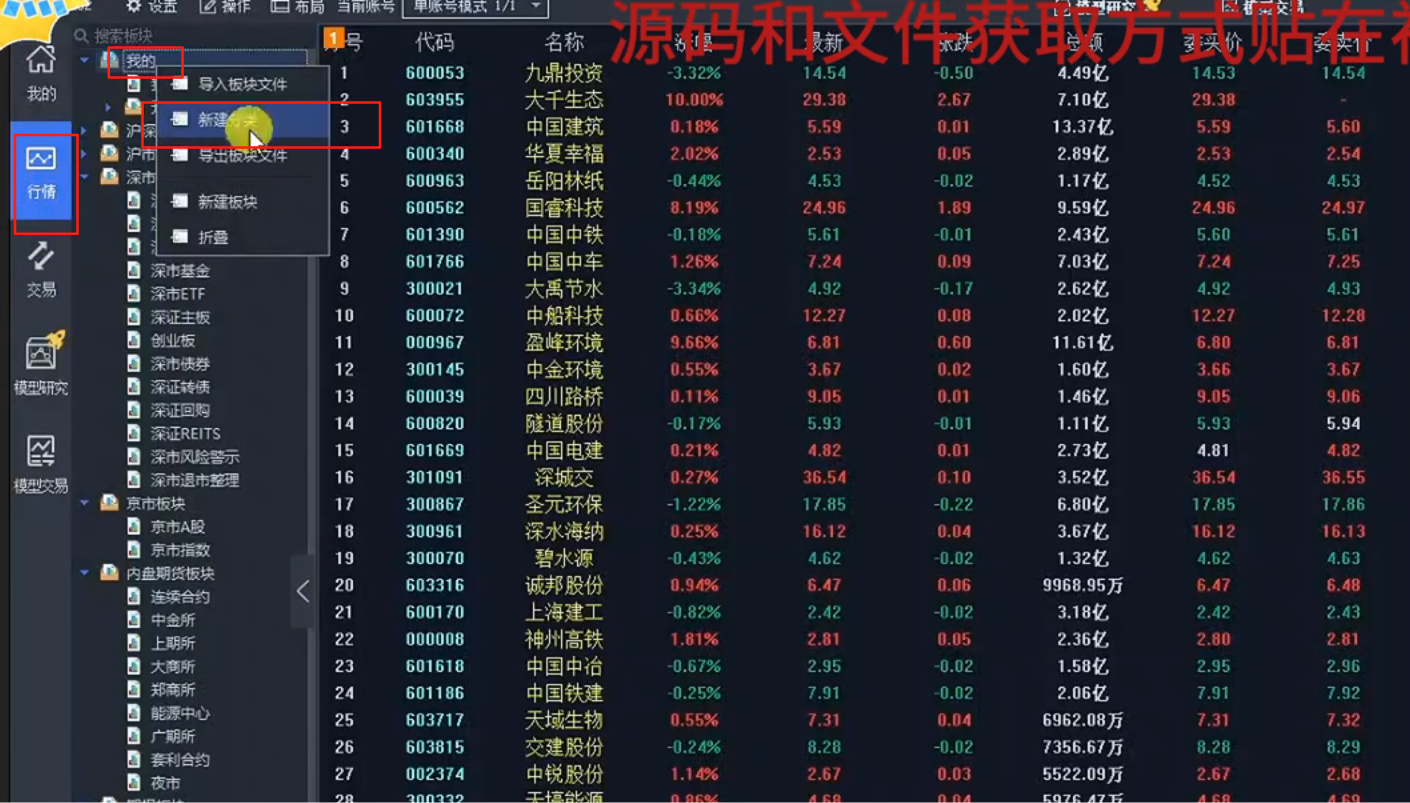 设置 操作 布局 当前账号 单账号模式 1/1
源码和文件获取方式贴在
搜索板块
我的
行情
交易
模型研究
模型交易
我的
导入板块文件
新建分类
导出板块文件
新建板块
折叠
沪深
沪市
深市
深市基金
深市ETF
深证主板
创业板
深市债券
深证转债
深证回购
深证REITS
深市风险警示
深市退市整理
京市板块
京市A股
京市指数
内盘期货板块
连续合约
中金所
上期所
大商所
郑商所
能源中心
广期所
套利合约
夜市
1 号 代码 名称 涨幅 最新 涨跌 总额 委买价 委卖价
1 600053 九鼎投资 -3.32% 14.54 -0.50 4.49亿 14.53 14.54
2 603955 大千生态 10.00% 29.38 2.67 7.10亿 29.38 -
3 601668 中国建筑 0.18% 5.59 0.01 13.37亿 5.59 5.60
4 600340 华夏幸福 2.02% 2.53 0.05 2.89亿 2.53 2.54
5 600963 岳阳林纸 -0.44% 4.53 -0.02 1.17亿 4.52 4.53
6 600562 国睿科技 8.19% 24.96 1.89 9.59亿 24.96 24.97
7 601390 中国中铁 -0.18% 5.61 -0.01 2.43亿 5.60 5.61
8 601766 中国中车 1.26% 7.24 0.09 7.03亿 7.24 7.25
9 300021 大禹节水 -3.34% 4.92 -0.17 2.62亿 4.92 4.93
10 600072 中船科技 0.66% 12.27 0.08 2.02亿 12.27 12.28
11 000967 盈峰环境 9.66% 6.81 0.60 11.61亿 6.80 6.81
12 300145 中金环境 0.55% 3.67 0.02 1.60亿 3.66 3.67
13 600039 四川路桥 0.11% 9.05 0.01 1.46亿 9.05 9.06
14 600820 隧道股份 -0.17% 5.93 -0.01 1.11亿 5.93 5.94
15 601669 中国电建 0.21% 4.82 0.01 2.73亿 4.81 4.82
16 301091 深城交 0.27% 36.54 0.10 3.52亿 36.54 36.55
17 300867 圣元环保 -1.22% 17.85 -0.22 6.80亿 17.85 17.86
18 300961 深水海纳 0.25% 16.12 0.04 3.67亿 16.12 16.13
19 300070 碧水源 -0.43% 4.62 -0.02 1.32亿 4.62 4.63
20 603316 诚邦股份 0.94% 6.47 0.06 9968.95万 6.47 6.48
21 600170 上海建工 -0.82% 2.42 -0.02 3.18亿 2.42 2.43
22 000008 神州高铁 1.81% 2.81 0.05 2.36亿 2.80 2.81
23 601618 中国中冶 -0.67% 2.95 -0.02 1.58亿 2.95 2.96
24 601186 中国铁建 -0.25% 7.91 -0.02 2.06亿 7.91 7.92
25 603717 天域生物 0.55% 7.31 0.04 6962.08万 7.31 7.32
26 603815 交建股份 -0.24% 8.28 -0.02 7356.67万 8.28 8.29
27 002374 中锐股份 1.14% 2.67 0.03 5522.09万 2.67 2.68
28 300332 天壕能源 0.86% 4.68 0.04 5976.47万 4.68 4.69